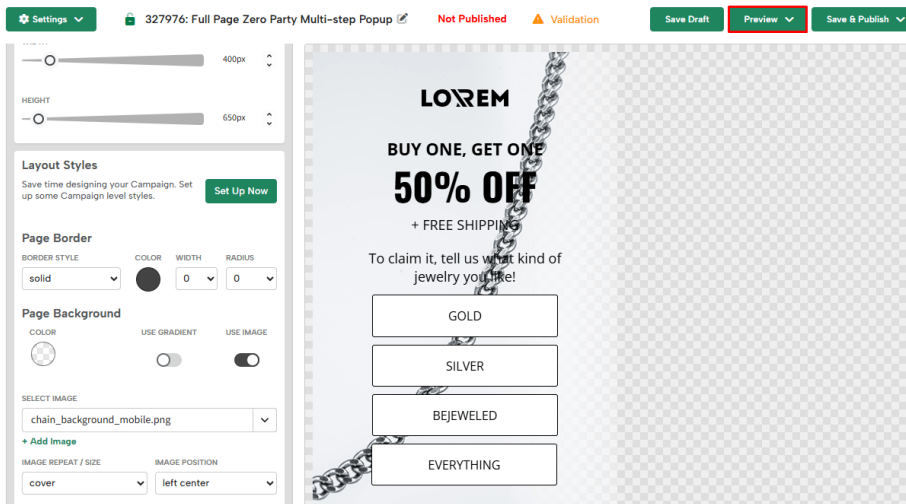 Settings
327976: Full Page Zero Party Multi-step Popup
Not Published
Validation
Save Draft
Preview
Save & Publish
400px
HEIGHT
650px
Layout Styles
Save time designing your Campaign. Set
up some Campaign level styles.
Set Up Now
Page Border
BORDER STYLE COLOR WIDTH RADIUS
solid 0 0
Page Background
COLOR USE GRADIENT USE IMAGE
SELECT IMAGE
chain_background_mobile.png
+ Add Image
IMAGE REPEAT / SIZE IMAGE POSITION
cover left center
LOREM
BUY ONE, GET ONE
50% OFF
+ FREE SHIPPING
To claim it, tell us what kind of
jewelry you like!
GOLD
SILVER
BEJEWELED
EVERYTHING